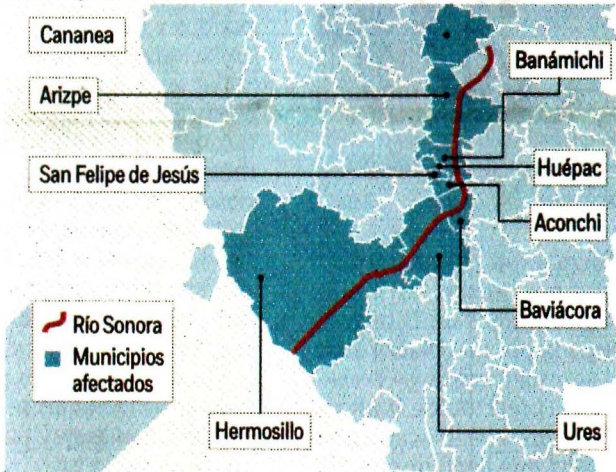 Cananea
Banámichi
Arizpe
San Felipe de Jesús
Huépac
Aconchi
Baviácora
Río Sonora
Municipios
afectados
Hermosillo
Ures